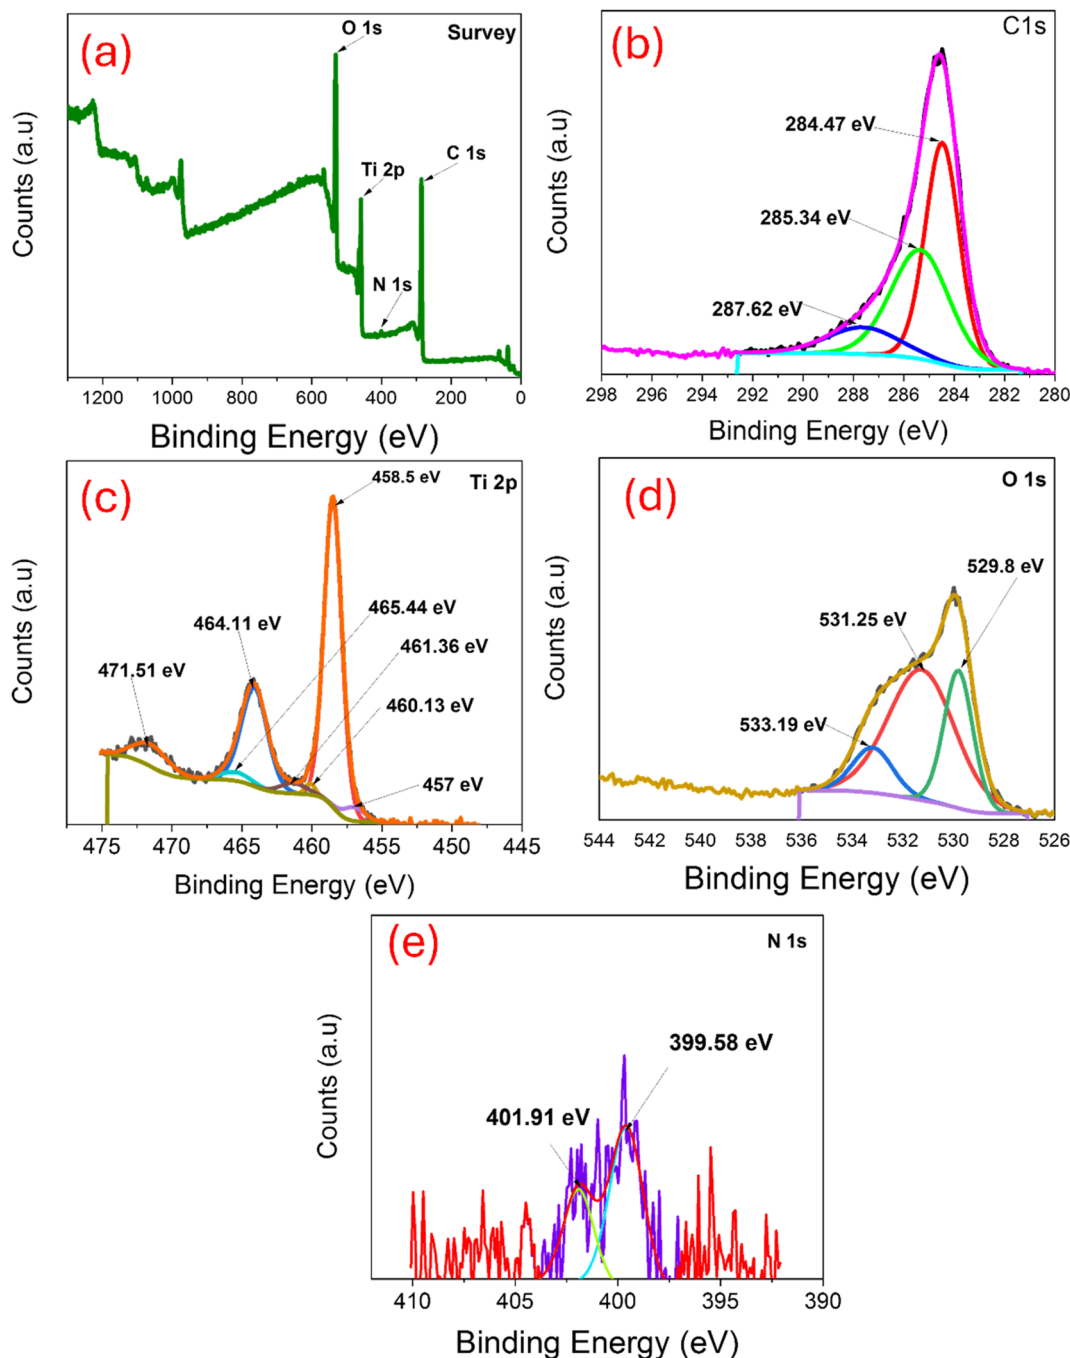 (a)
Survey
O 1s
Ti 2p
C 1s
N 1s
Counts (a.u)
1200 1000 800 600 400 200 0
Binding Energy (eV)
(b)
C1s
284.47 eV
285.34 eV
287.62 eV
Counts (a.u)
298 296 294 292 290 288 286 284 282 280
Binding Energy (eV)
(c)
Ti 2p
458.5 eV
465.44 eV
464.11 eV
461.36 eV
471.51 eV
460.13 eV
457 eV
Counts (a.u)
475 470 465 460 455 450 445
Binding Energy (eV)
(d)
O 1s
529.8 eV
531.25 eV
533.19 eV
Counts (a.u)
544 542 540 538 536 534 532 530 528 526
Binding Energy (eV)
(e)
N 1s
399.58 eV
401.91 eV
Counts (a.u)
410 405 400 395 390
Binding Energy (eV)